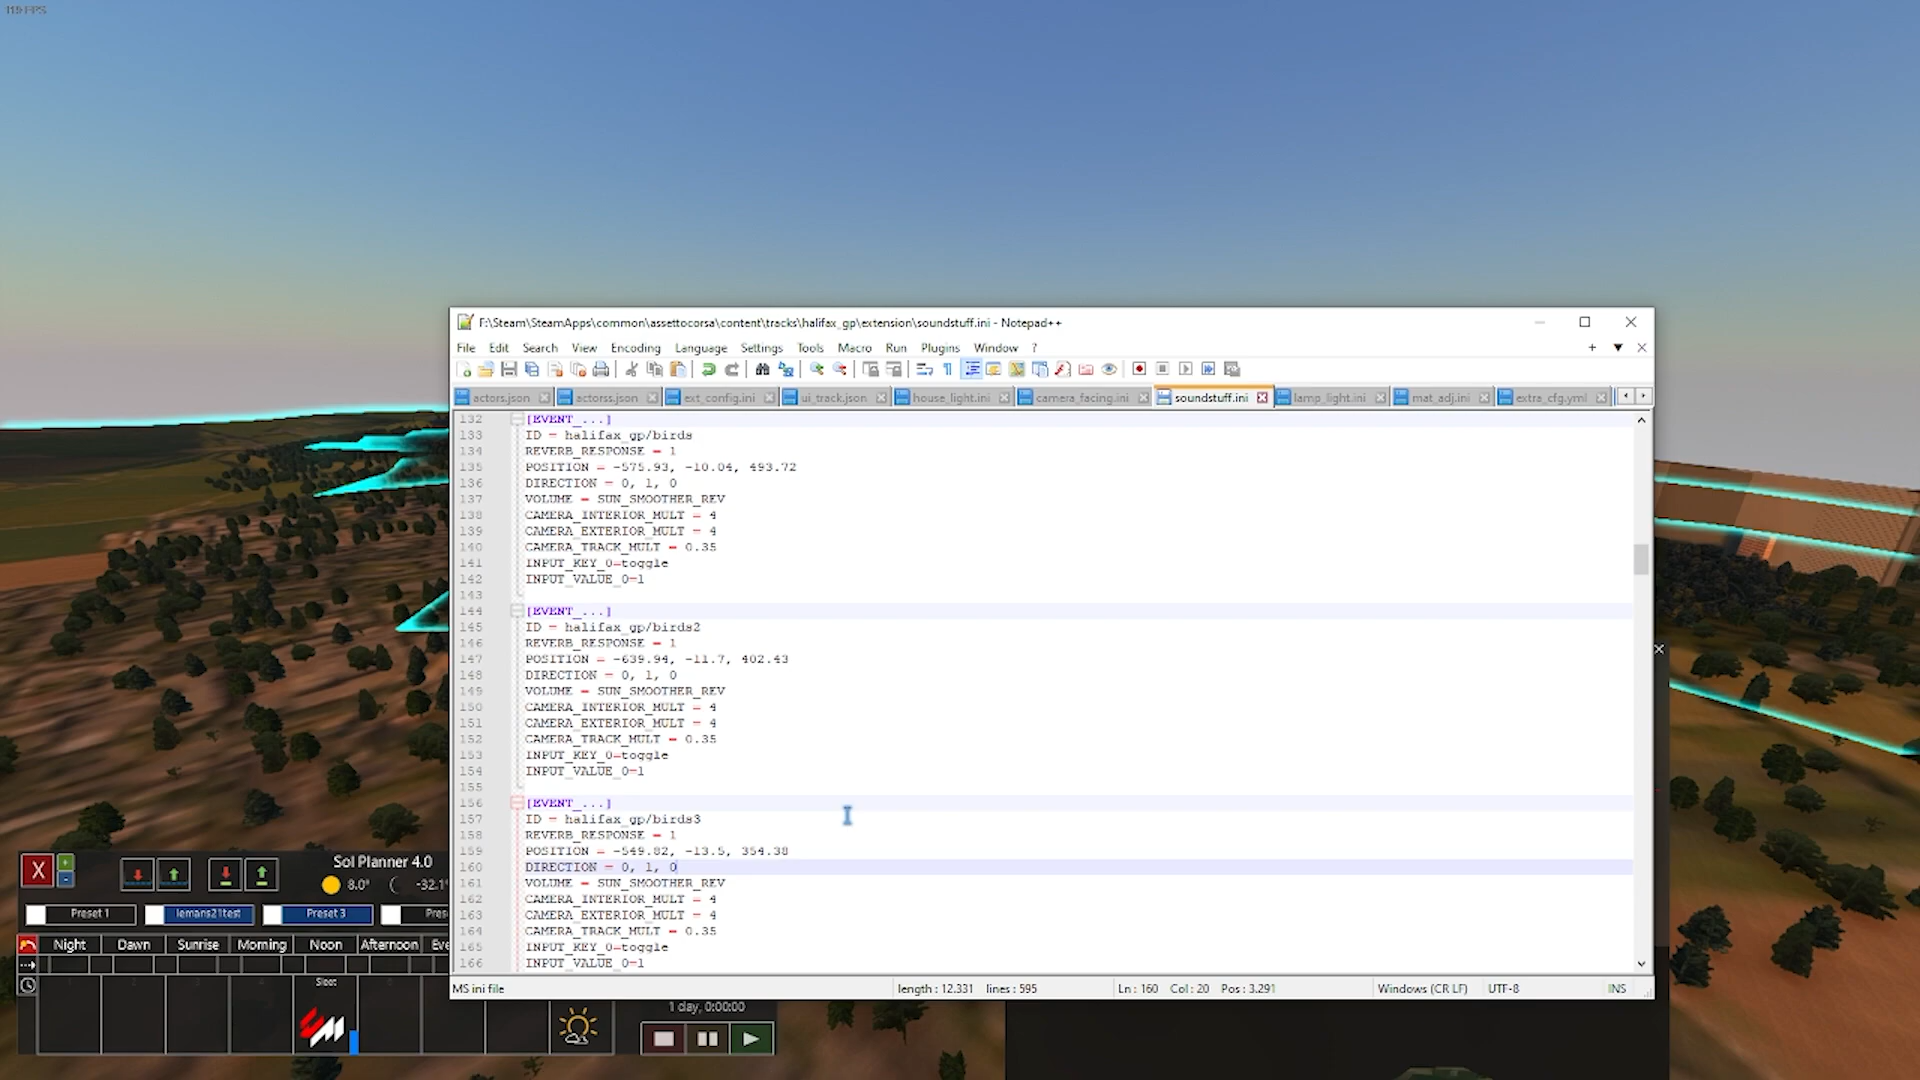 F:\Steam\SteamApps\common\assettocorsa\content\tracks\halifax_gp\extension\soundstuff.ini - Notepad++
File Edit Search View Encoding Language Settings Tools Macro Run Plugins Window ?
actors.json actorss.json ext_config.ini ui_track.json house_light.ini camera_facing.ini soundstuff.ini lamp_light.ini mat_adj.ini extra_cfg.yml
132 [EVENT_...]
133 ID = halifax_gp/birds
134 REVERB_RESPONSE = 1
135 POSITION = -575.93, -10.04, 493.72
136 DIRECTION = 0, 1, 0
137 VOLUME = SUN_SMOOTHER_REV
138 CAMERA_INTERIOR_MULT = 4
139 CAMERA_EXTERIOR_MULT = 4
140 CAMERA_TRACK_MULT = 0.35
141 INPUT_KEY_0=toggle
142 INPUT_VALUE_0=1
143
144 [EVENT_...]
145 ID = halifax_gp/birds2
146 REVERB_RESPONSE = 1
147 POSITION = -639.94, -11.7, 402.43
148 DIRECTION = 0, 1, 0
149 VOLUME = SUN_SMOOTHER_REV
150 CAMERA_INTERIOR_MULT = 4
151 CAMERA_EXTERIOR_MULT = 4
152 CAMERA_TRACK_MULT = 0.35
153 INPUT_KEY_0=toggle
154 INPUT_VALUE_0=1
155
156 [EVENT_...]
157 ID = halifax_gp/birds3
158 REVERB_RESPONSE = 1
159 POSITION = -549.82, -13.5, 354.38
160 DIRECTION = 0, 1, 0
161 VOLUME = SUN_SMOOTHER_REV
162 CAMERA_INTERIOR_MULT = 4
163 CAMERA_EXTERIOR_MULT = 4
164 CAMERA_TRACK_MULT = 0.35
165 INPUT_KEY_0=toggle
166 INPUT_VALUE_0=1
MS ini file length : 12.331 lines : 595 Ln : 160 Col : 20 Pos : 3.291 Windows (CR LF) UTF-8 INS
Sol Planner 4.0
8.0° -32.1°
Preset 1 lemans21test Preset 3 Pres
Night Dawn Sunrise Morning Noon Afternoon Eve
Sleet
1 day, 0:00:00